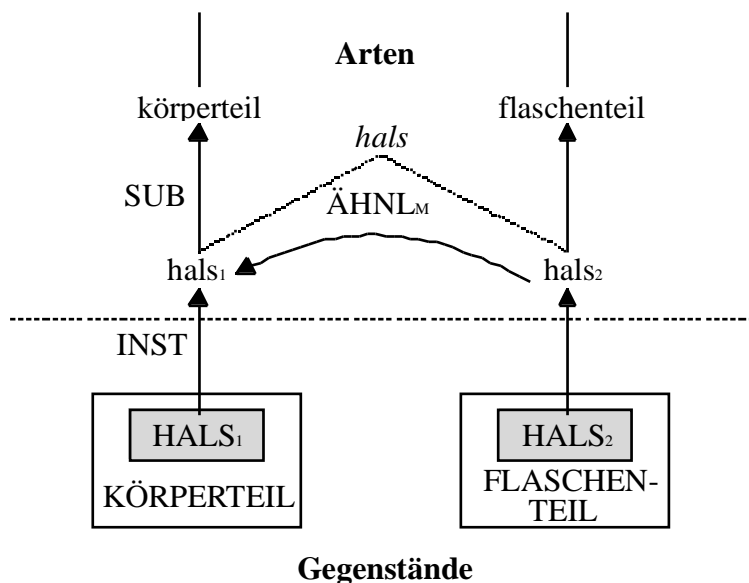 Arten
körperteil flaschenteil
hals
SUB
ÄHNLM
hals1 hals2
INST
HALS1 HALS2
KÖRPERTEIL
FLASCHEN-
TEIL
Gegenstände